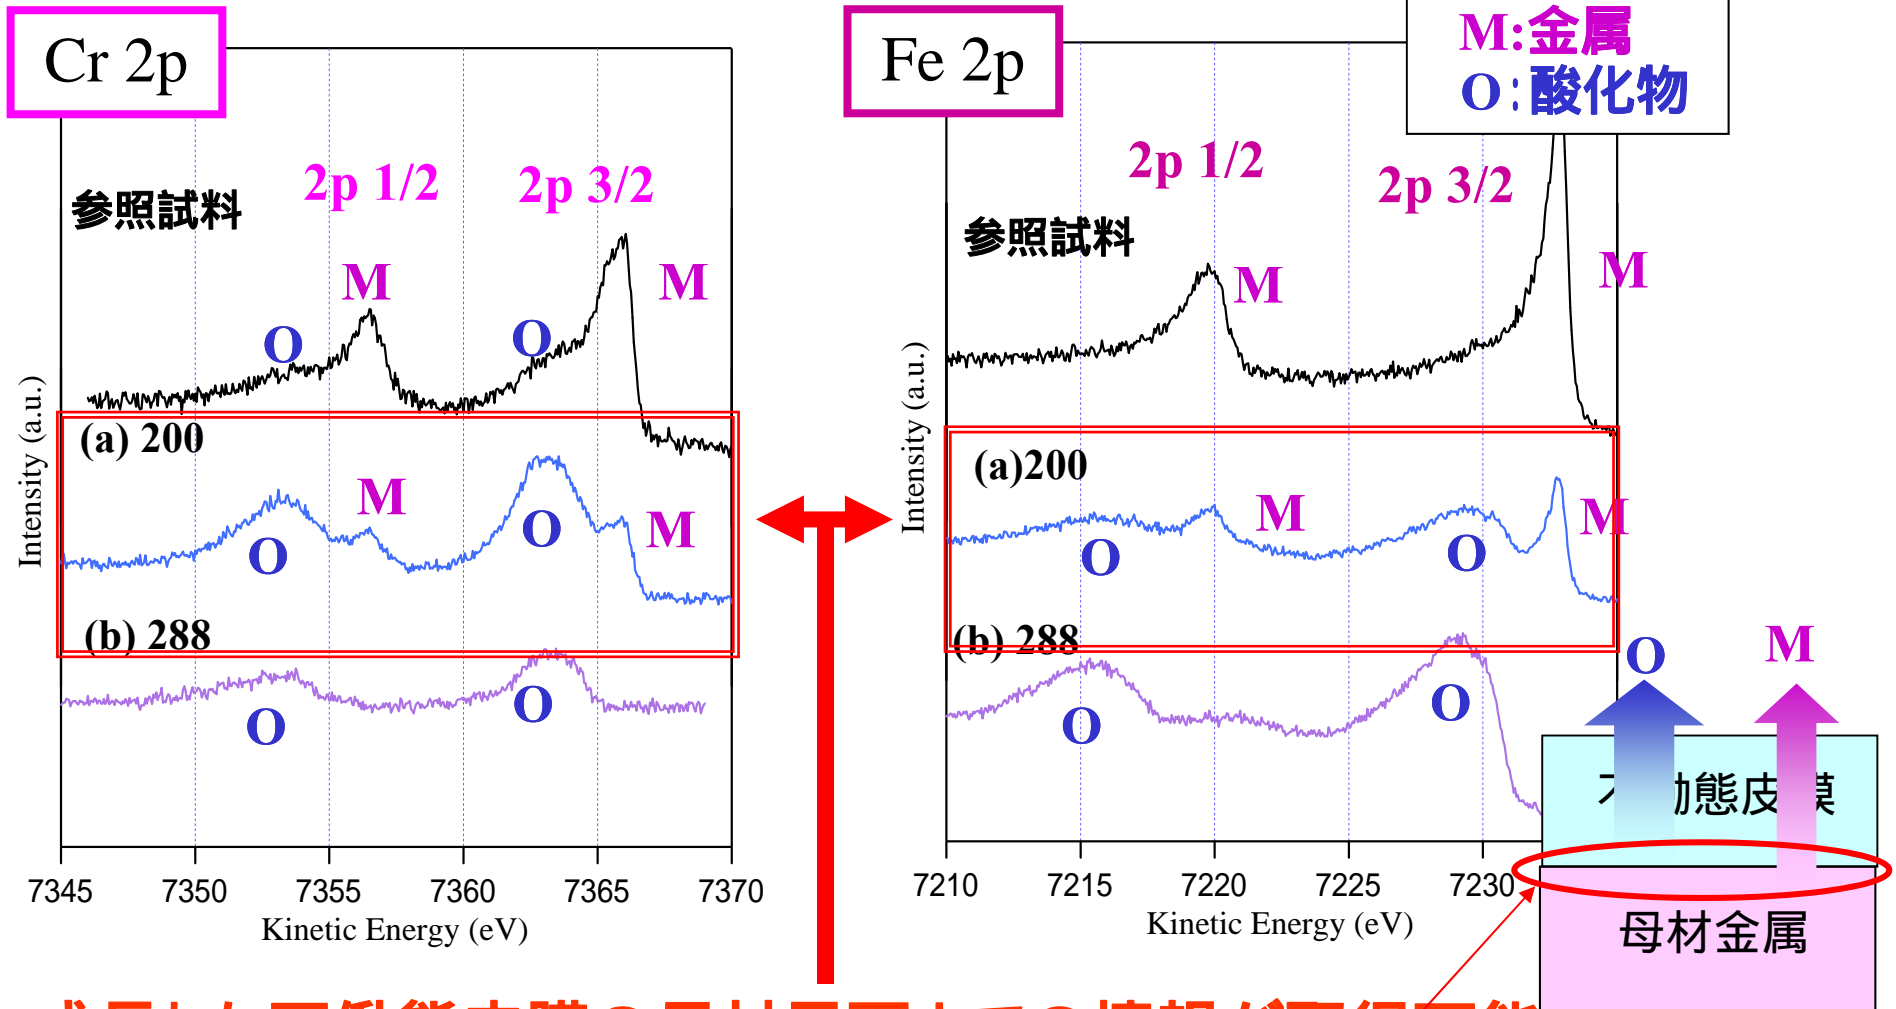 Cr 2p
2p 1/2
2p 3/2
参照試料
M
M
O
O
(a) 200
M
M
O
O
(b) 288
O
O
Intensity (a.u.)
7345
7350
7355
7360
7365
7370
Kinetic Energy (eV)
Fe 2p
M:金属
O:酸化物
2p 1/2
2p 3/2
参照試料
M
M
(a)200
M
M
O
O
(b) 288
O
O
Intensity (a.u.)
7210
7215
7220
7225
7230
Kinetic Energy (eV)
O
M
母材金属